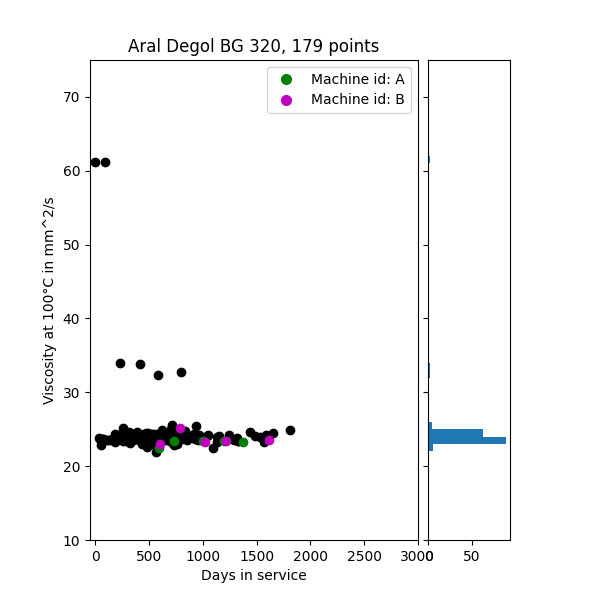 Aral Degol BG 320, 179 points
Machine id: A
Machine id: B
Viscosity at 100°C in mm^2/s
70
60
50
40
30
20
10
0 500 1000 1500 2000 2500 3000
0 50
Days in service